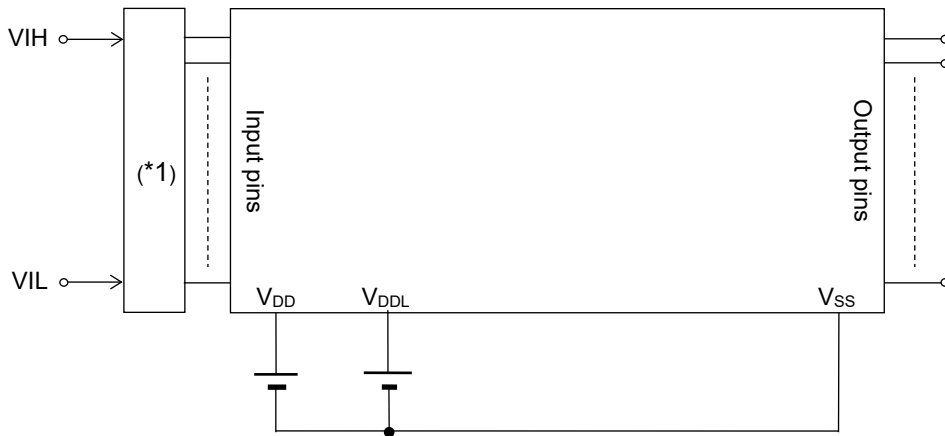 VIH
(*1)
VIL
Input pins
Output pins
VDD
VDDL
VSS